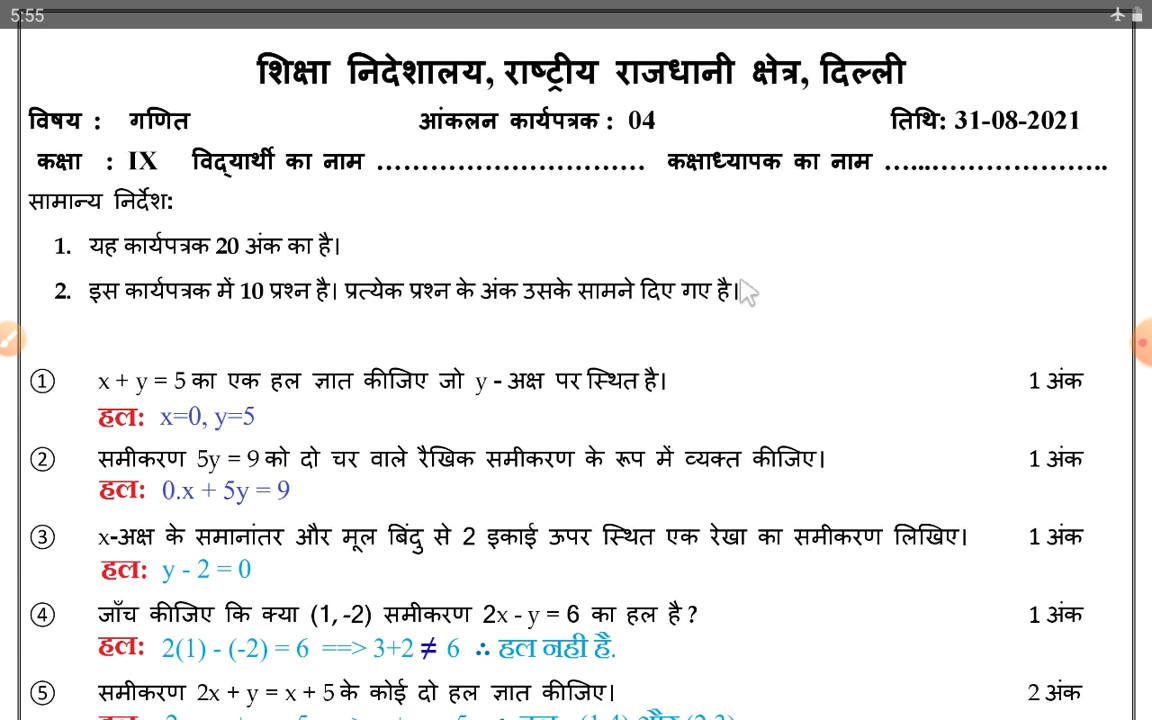 5:55
शिक्षा निदेशालय, राष्ट्रीय राजधानी क्षेत्र, दिल्ली
विषय : गणित आंकलन कार्यपत्रक : 04 तिथि: 31-08-2021
कक्षा : IX विद्यार्थी का नाम ................................ कक्षाध्यापक का नाम ..........................
सामान्य निर्देश:
1. यह कार्यपत्रक 20 अंक का है।
2. इस कार्यपत्रक में 10 प्रश्न है। प्रत्येक प्रश्न के अंक उसके सामने दिए गए है।
① x + y = 5 का एक हल ज्ञात कीजिए जो y - अक्ष पर स्थित है। 1 अंक
हल: x=0, y=5
② समीकरण 5y = 9 को दो चर वाले रैखिक समीकरण के रूप में व्यक्त कीजिए। 1 अंक
हल: 0.x + 5y = 9
③ x-अक्ष के समानांतर और मूल बिंदु से 2 इकाई ऊपर स्थित एक रेखा का समीकरण लिखिए। 1 अंक
हल: y - 2 = 0
④ जाँच कीजिए कि क्या (1, -2) समीकरण 2x - y = 6 का हल है ? 1 अंक
हल: 2(1) - (-2) = 6 ==> 3+2 ≠ 6 ∴ हल नही है.
⑤ समीकरण 2x + y = x + 5 के कोई दो हल ज्ञात कीजिए। 2 अंक